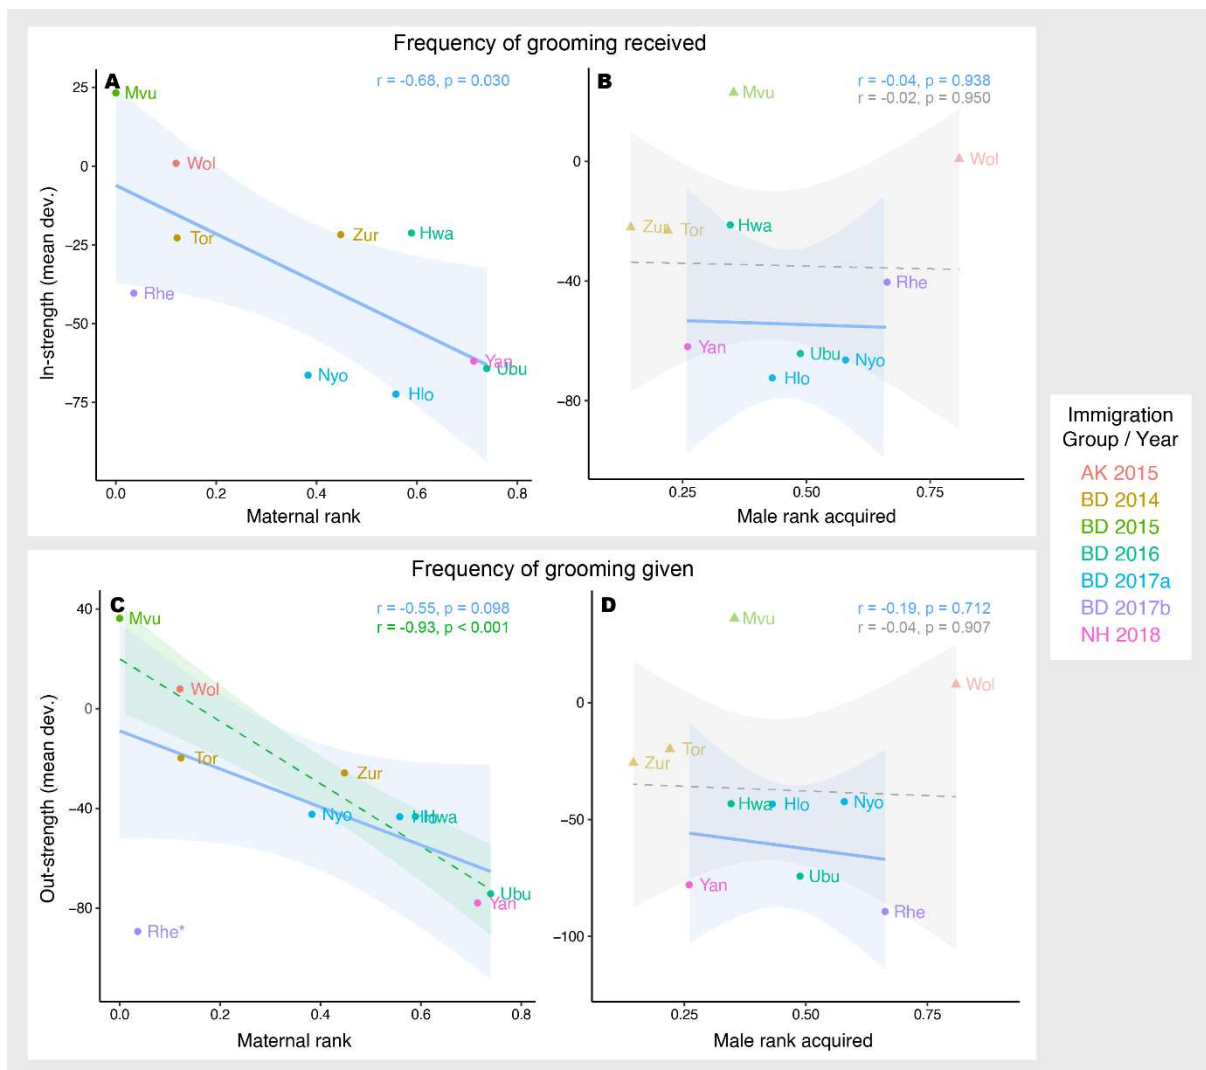 Frequency of grooming received
A
r = -0.68, p = 0.030
25
0
−25
−50
−75
In-strength (mean dev.)
Mvu
Wol
Tor
Zur
Hwa
Rhe
Nyo
Hlo
Yan
Ubu
0.0 0.2 0.4 0.6 0.8
Maternal rank
B
r = -0.04, p = 0.938
r = -0.02, p = 0.950
0
−40
−80
Mvu
Wol
Zur
Tor
Hwa
Rhe
Yan
Ubu
Nyo
Hlo
0.25 0.50 0.75
Male rank acquired
Frequency of grooming given
C
r = -0.55, p = 0.098
r = -0.93, p < 0.001
40
0
−40
−80
Out-strength (mean dev.)
Mvu
Wol
Tor
Zur
Nyo
Hlo
Hwa
Ubu
Yan
Rhe*
0.0 0.2 0.4 0.6 0.8
Maternal rank
D
r = -0.19, p = 0.712
r = -0.04, p = 0.907
0
−50
−100
Mvu
Wol
Tor
Zur
Hwa
Hlo
Nyo
Yan
Ubu
Rhe
0.25 0.50 0.75
Male rank acquired
Immigration
Group / Year
AK 2015
BD 2014
BD 2015
BD 2016
BD 2017a
BD 2017b
NH 2018